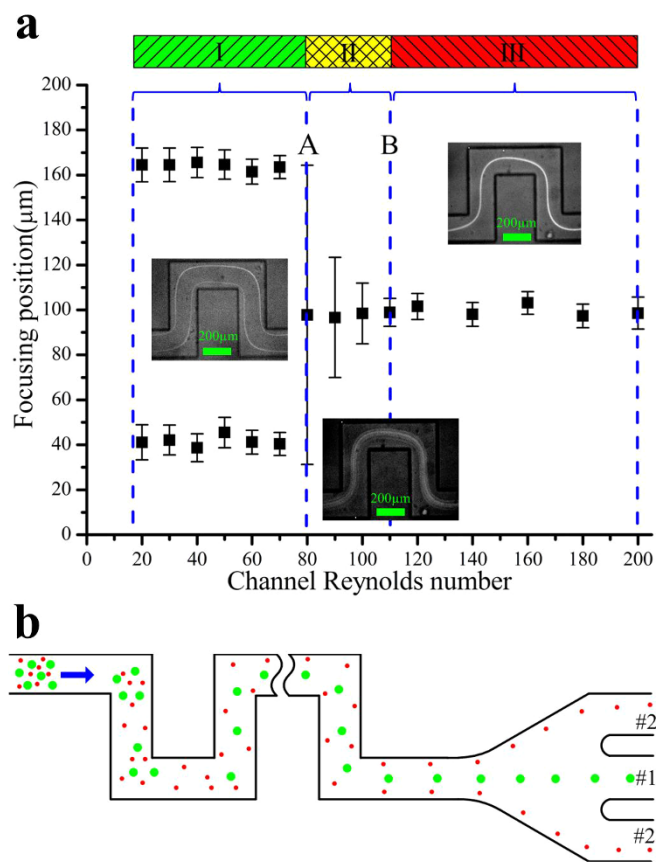 a
I II III
A B
200μm
200μm
200μm
Focusing position(μm)
200
180
160
140
120
100
80
60
40
20
0
0 20 40 60 80 100 120 140 160 180 200
Channel Reynolds number
b
#2
#1
#2